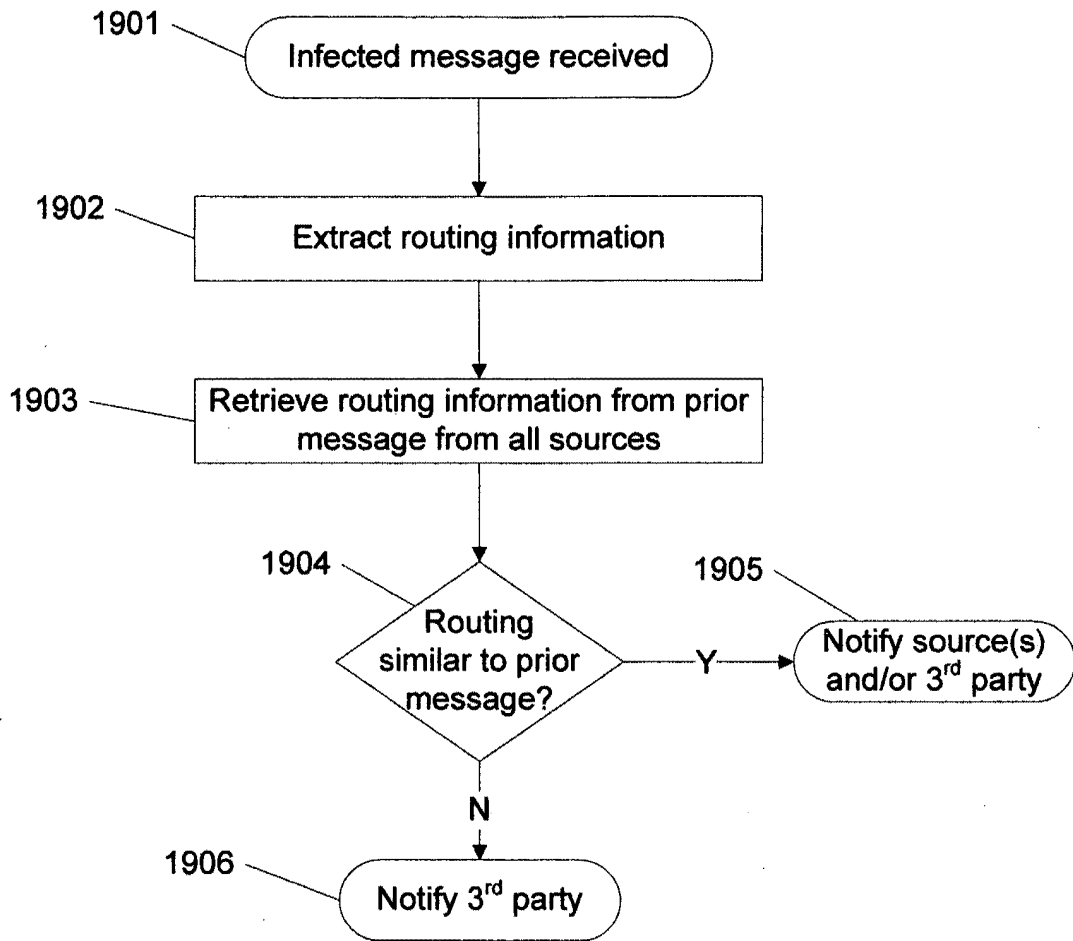 1901
Infected message received
1902
Extract routing information
1903
Retrieve routing information from prior
message from all sources
1904
Routing
similar to prior
message?
Y
1905
Notify source(s)
and/or 3rd party
N
1906
Notify 3rd party